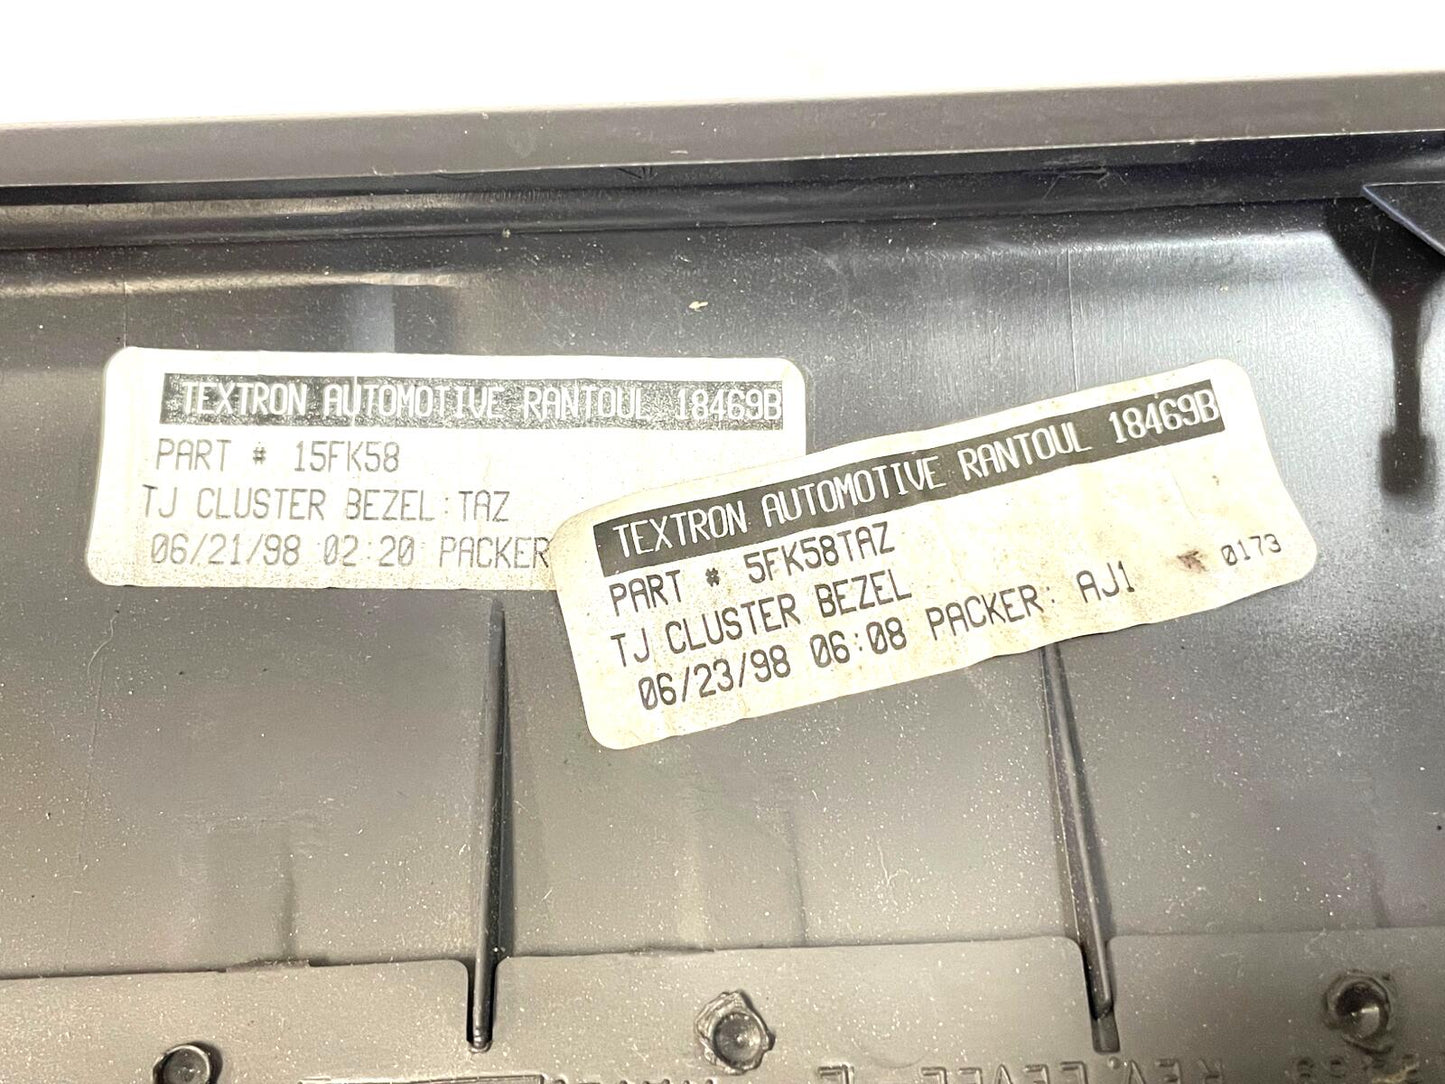 TEXTRON AUTOMOTIVE RANTOUL 18469B
PART # 15FK58
TJ CLUSTER BEZEL:TAZ
06/21/98 02:20 PACKER
TEXTRON AUTOMOTIVE RANTOUL 18469B
PART # 5FK58TAZ
TJ CLUSTER BEZEL
06/23/98 06:08 PACKER: AJ1 0173